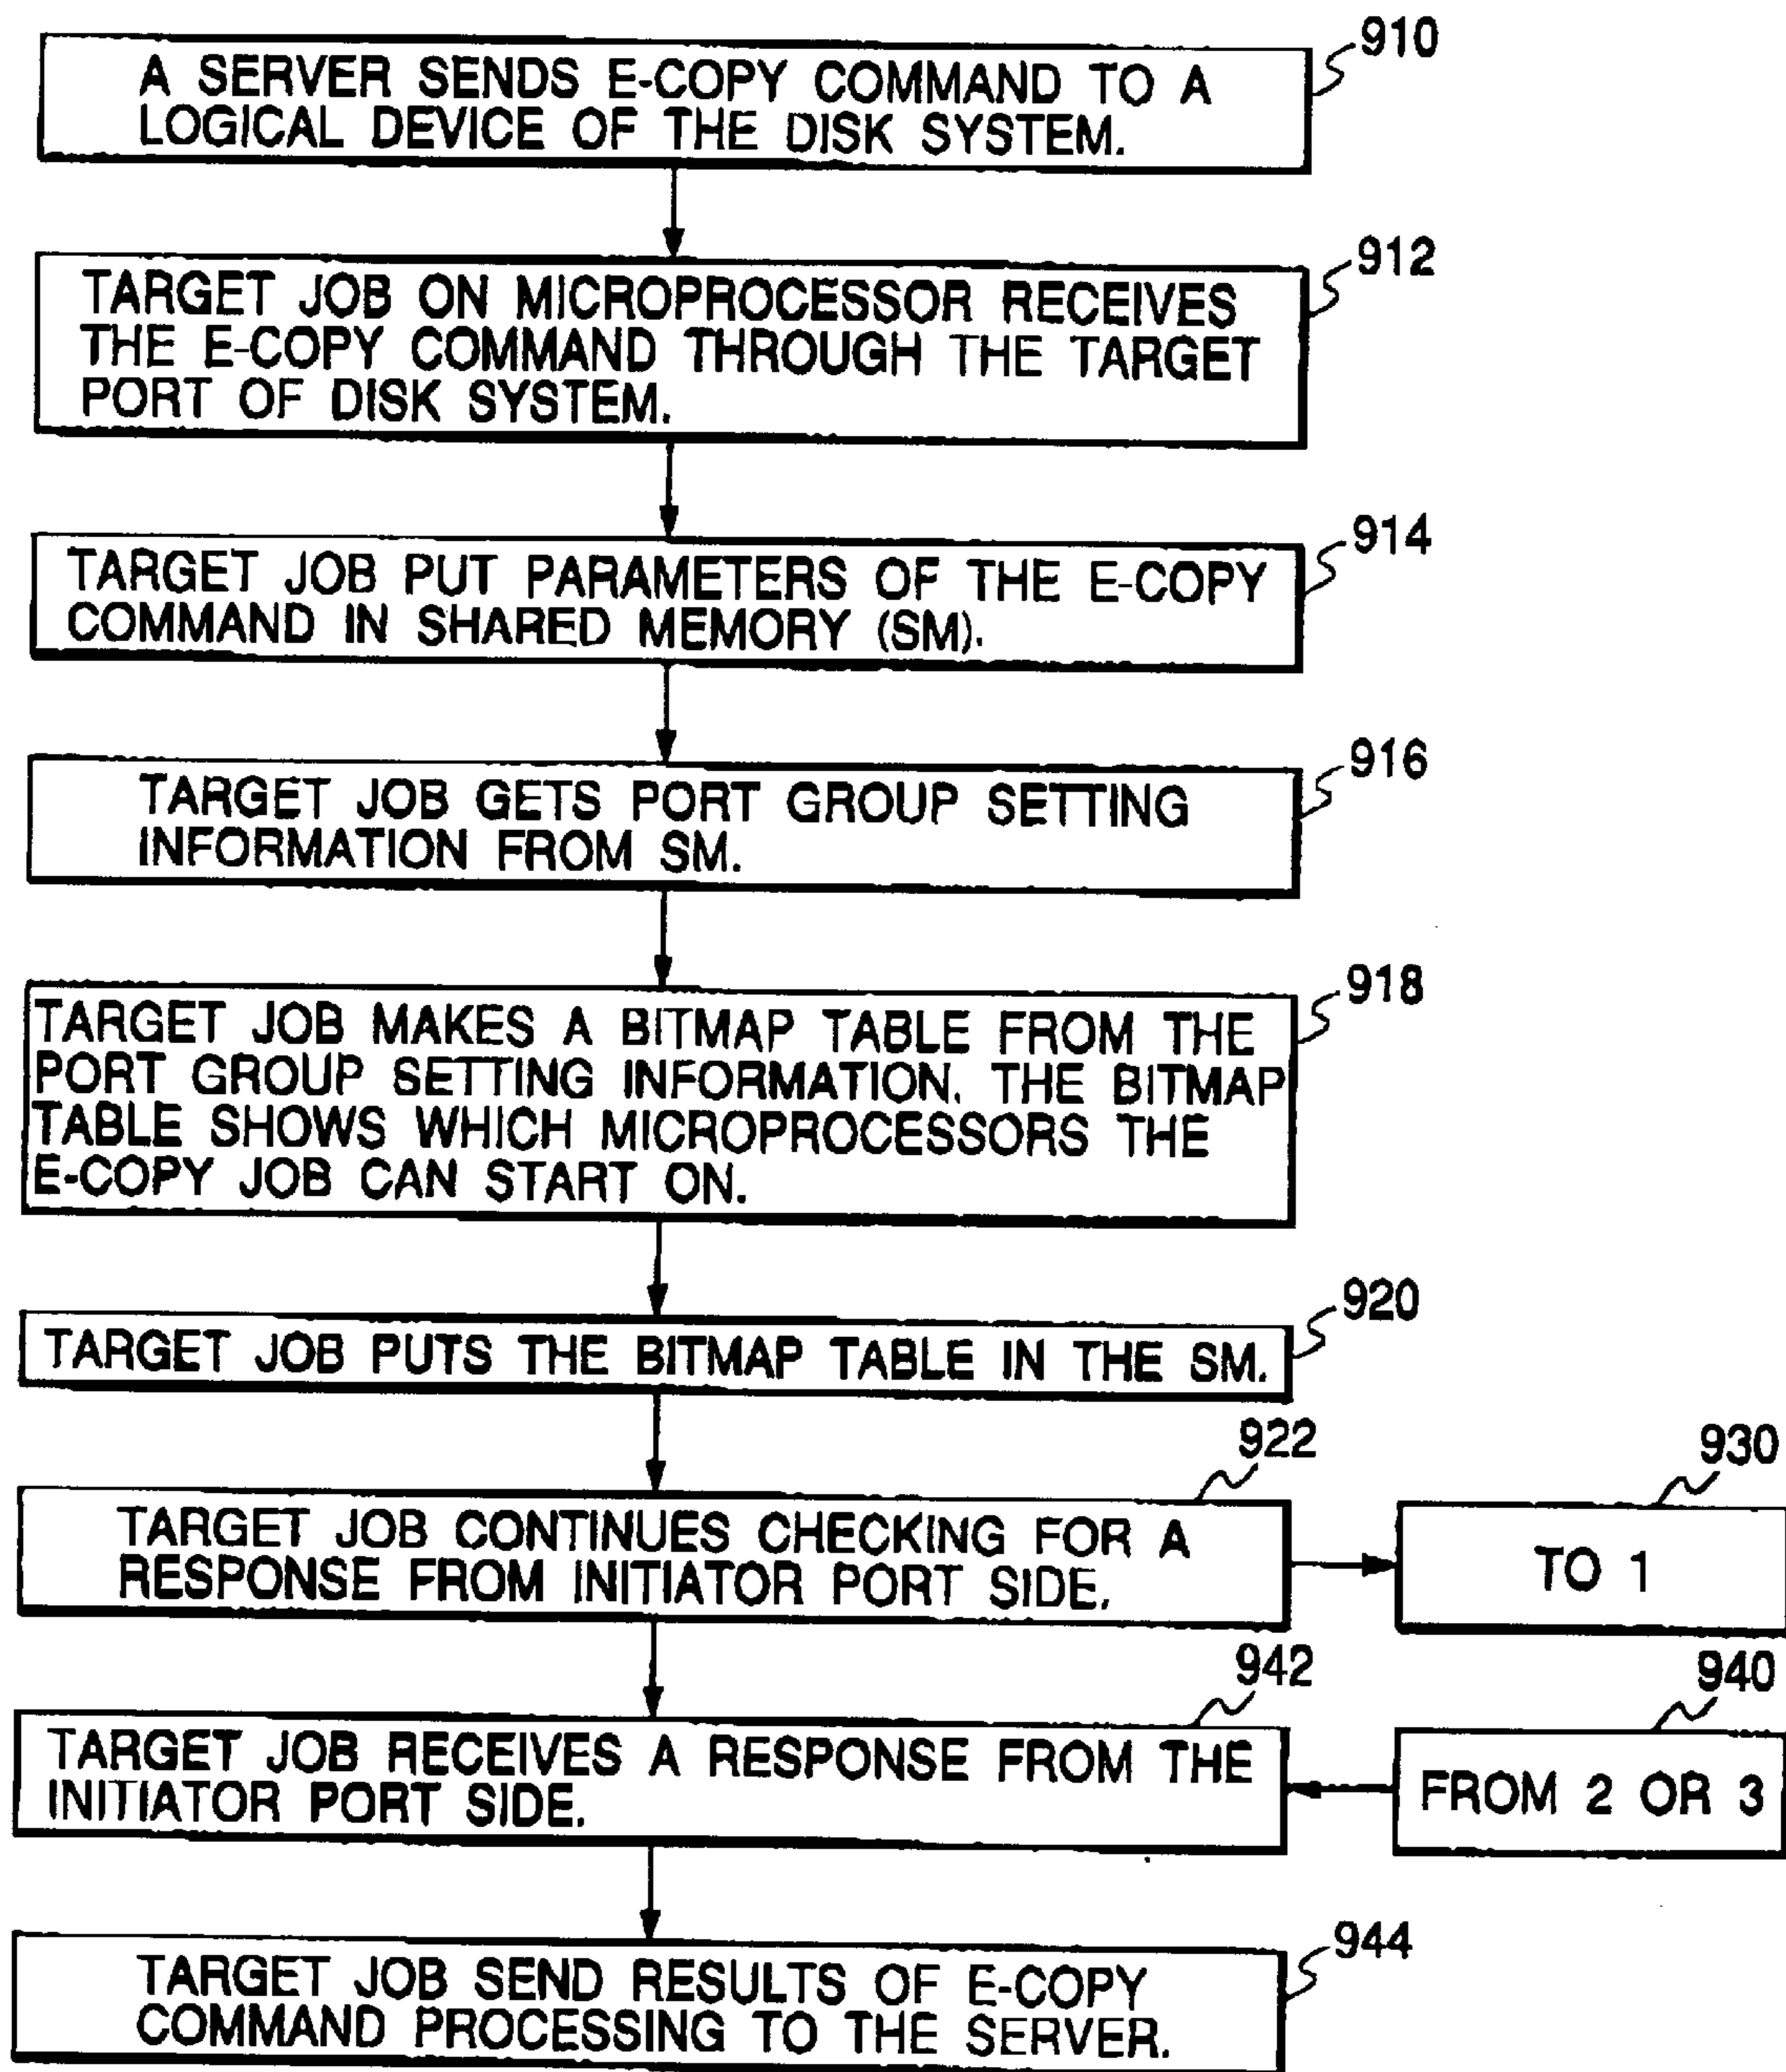 910
A SERVER SENDS E-COPY COMMAND TO A
LOGICAL DEVICE OF THE DISK SYSTEM.
912
TARGET JOB ON MICROPROCESSOR RECEIVES
THE E-COPY COMMAND THROUGH THE TARGET
PORT OF DISK SYSTEM.
914
TARGET JOB PUT PARAMETERS OF THE E-COPY
COMMAND IN SHARED MEMORY (SM).
916
TARGET JOB GETS PORT GROUP SETTING
INFORMATION FROM SM.
918
TARGET JOB MAKES A BITMAP TABLE FROM THE
PORT GROUP SETTING INFORMATION. THE BITMAP
TABLE SHOWS WHICH MICROPROCESSORS THE
E-COPY JOB CAN START ON.
920
TARGET JOB PUTS THE BITMAP TABLE IN THE SM.
922
TARGET JOB CONTINUES CHECKING FOR A
RESPONSE FROM INITIATOR PORT SIDE.
930
TO 1
942
TARGET JOB RECEIVES A RESPONSE FROM THE
INITIATOR PORT SIDE.
940
FROM 2 OR 3
944
TARGET JOB SEND RESULTS OF E-COPY
COMMAND PROCESSING TO THE SERVER.